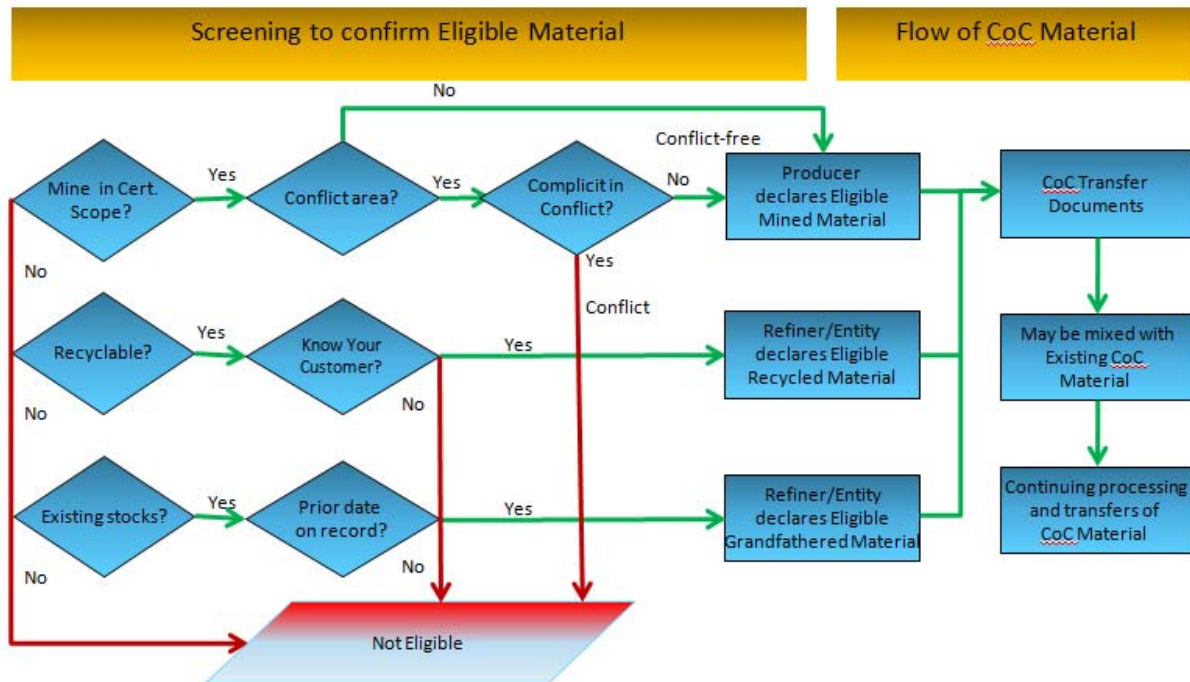 Screening to confirm Eligible Material
Flow of CoC Material
No
Conflict-free
Mine in Cert.
Scope?
Yes
Conflict area?
Yes
Complicit in
Conflict?
No
Producer
declares Eligible
Mined Material
CoC Transfer
Documents
No
Yes
Conflict
Recyclable?
Yes
Know Your
Customer?
Yes
No
Refiner/Entity
declares Eligible
Recycled Material
May be mixed with
Existing CoC
Material
No
Existing stocks?
Yes
Prior date
on record?
Yes
No
Refiner/Entity
declares Eligible
Grandfathered Material
Continuing processing
and transfers of
CoC Material
No
Not Eligible